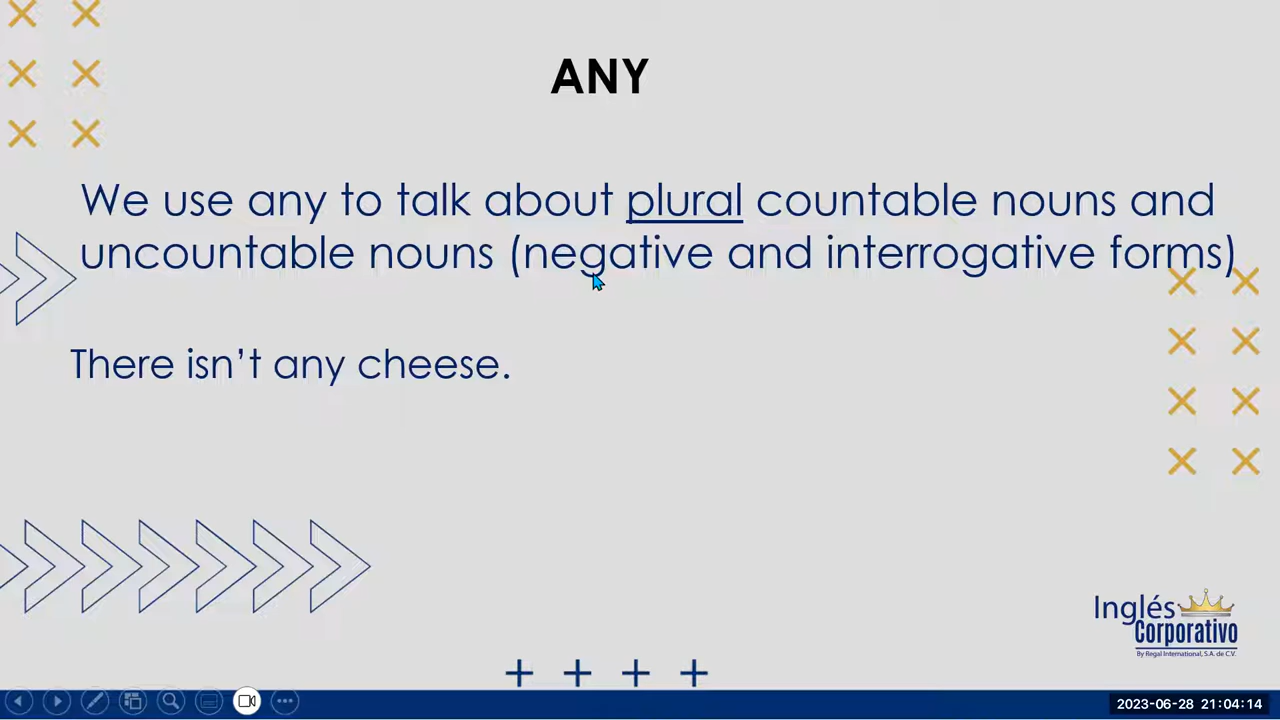 ANY
We use any to talk about plural countable nouns and
uncountable nouns (negative and interrogative forms)
There isn’t any cheese.
Inglés
Corporativo
By Regal International, S.A. de C.V.
2023-06-28 21:04:14